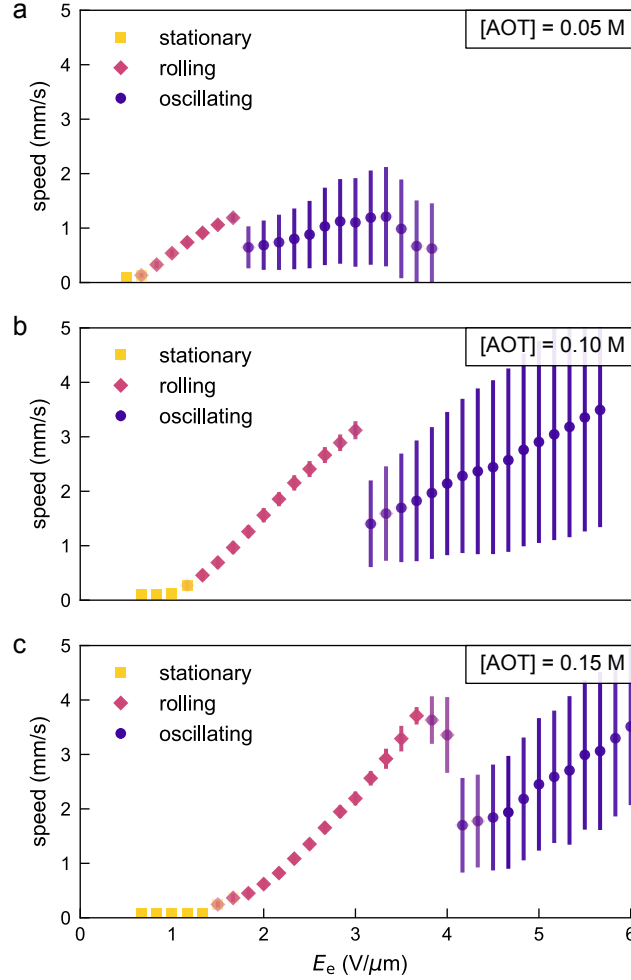 a
[AOT] = 0.05 M
stationary
rolling
oscillating
speed (mm/s)
5
4
3
2
1
0
b
[AOT] = 0.10 M
stationary
rolling
oscillating
speed (mm/s)
5
4
3
2
1
0
c
[AOT] = 0.15 M
stationary
rolling
oscillating
speed (mm/s)
5
4
3
2
1
0
0 1 2 3 4 5 6
Ee (V/μm)